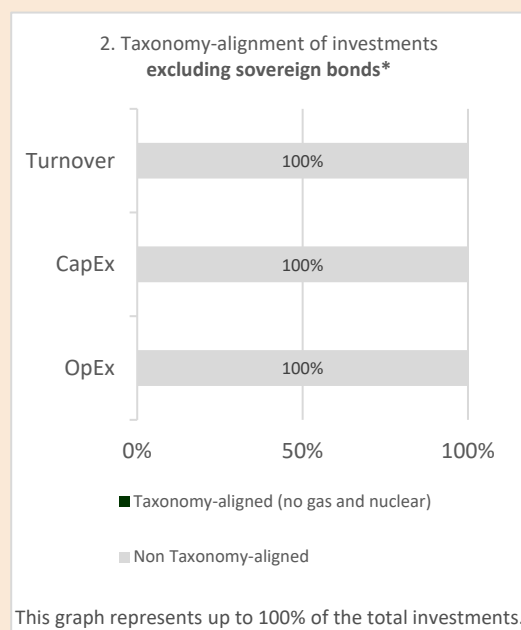 2. Taxonomy-alignment of investments
excluding sovereign bonds*
Turnover
100%
CapEx
100%
OpEx
100%
0%
50%
100%
Taxonomy-aligned (no gas and nuclear)
Non Taxonomy-aligned
This graph represents up to 100% of the total investments.